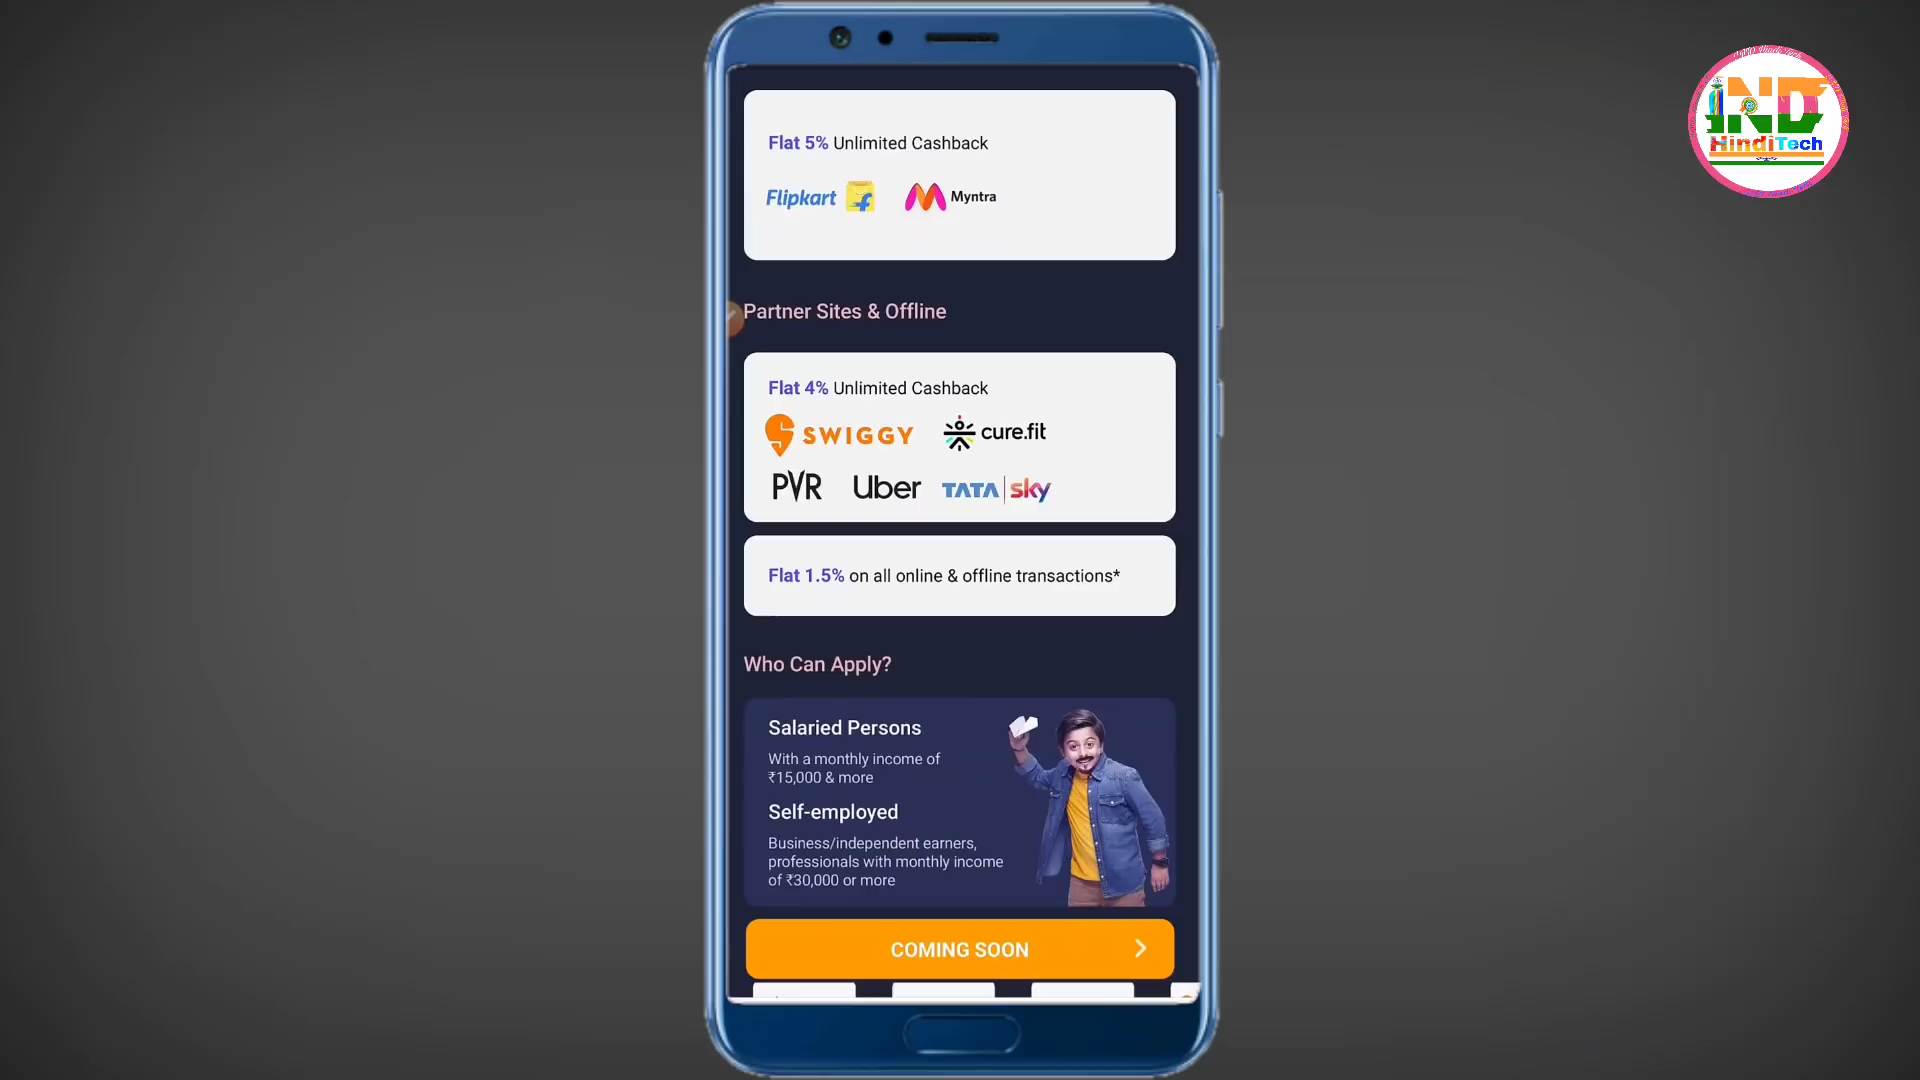 Flat 5% Unlimited Cashback
Flipkart Myntra
Partner Sites & Offline
Flat 4% Unlimited Cashback
SWIGGY cure.fit
PVR Uber TATA sky
Flat 1.5% on all online & offline transactions*
Who Can Apply?
Salaried Persons
With a monthly income of
₹15,000 & more
Self-employed
Business/independent earners,
professionals with monthly income
of ₹30,000 or more
COMING SOON
IND
HindiTech